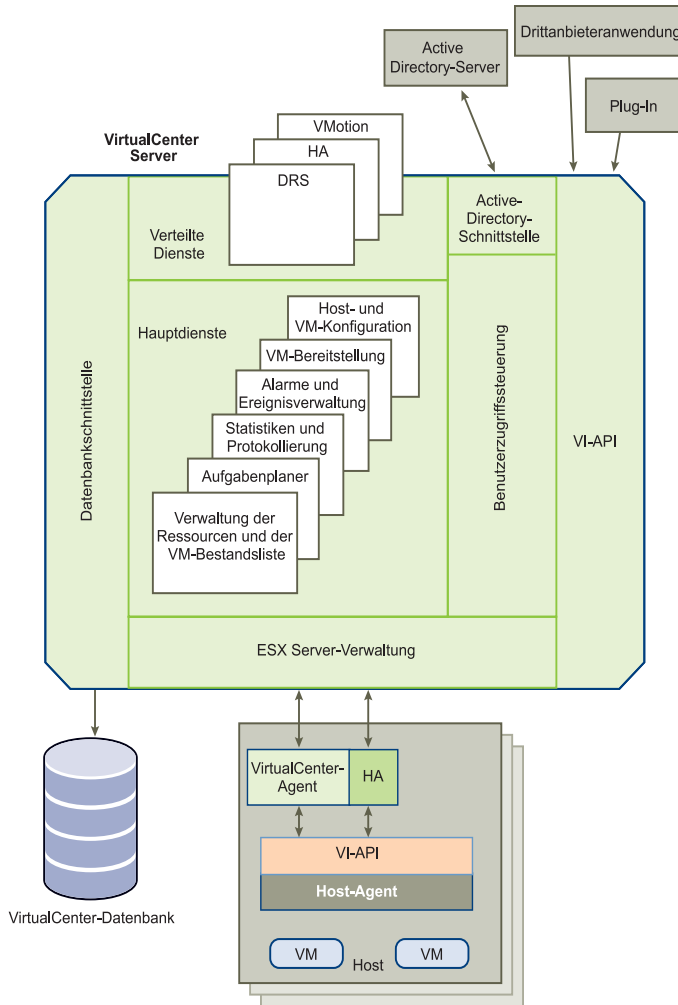 Drittanbieteranwendung
Active
Directory-Server
Plug-In
VirtualCenter
Server
VMotion
HA
DRS
Verteilte
Dienste
Active-
Directory-
Schnittstelle
Hauptdienste
Host- und
VM-Konfiguration
VM-Bereitstellung
Alarme und
Ereignisverwaltung
Statistiken und
Protokollierung
Aufgabenplaner
Verwaltung der
Ressourcen und der
VM-Bestandsliste
Datenbankschnittstelle
Benutzerzugriffssteuerung
VI-API
ESX Server-Verwaltung
VirtualCenter-
Agent
HA
VI-API
Host-Agent
VM
VM
Host
VirtualCenter-Datenbank